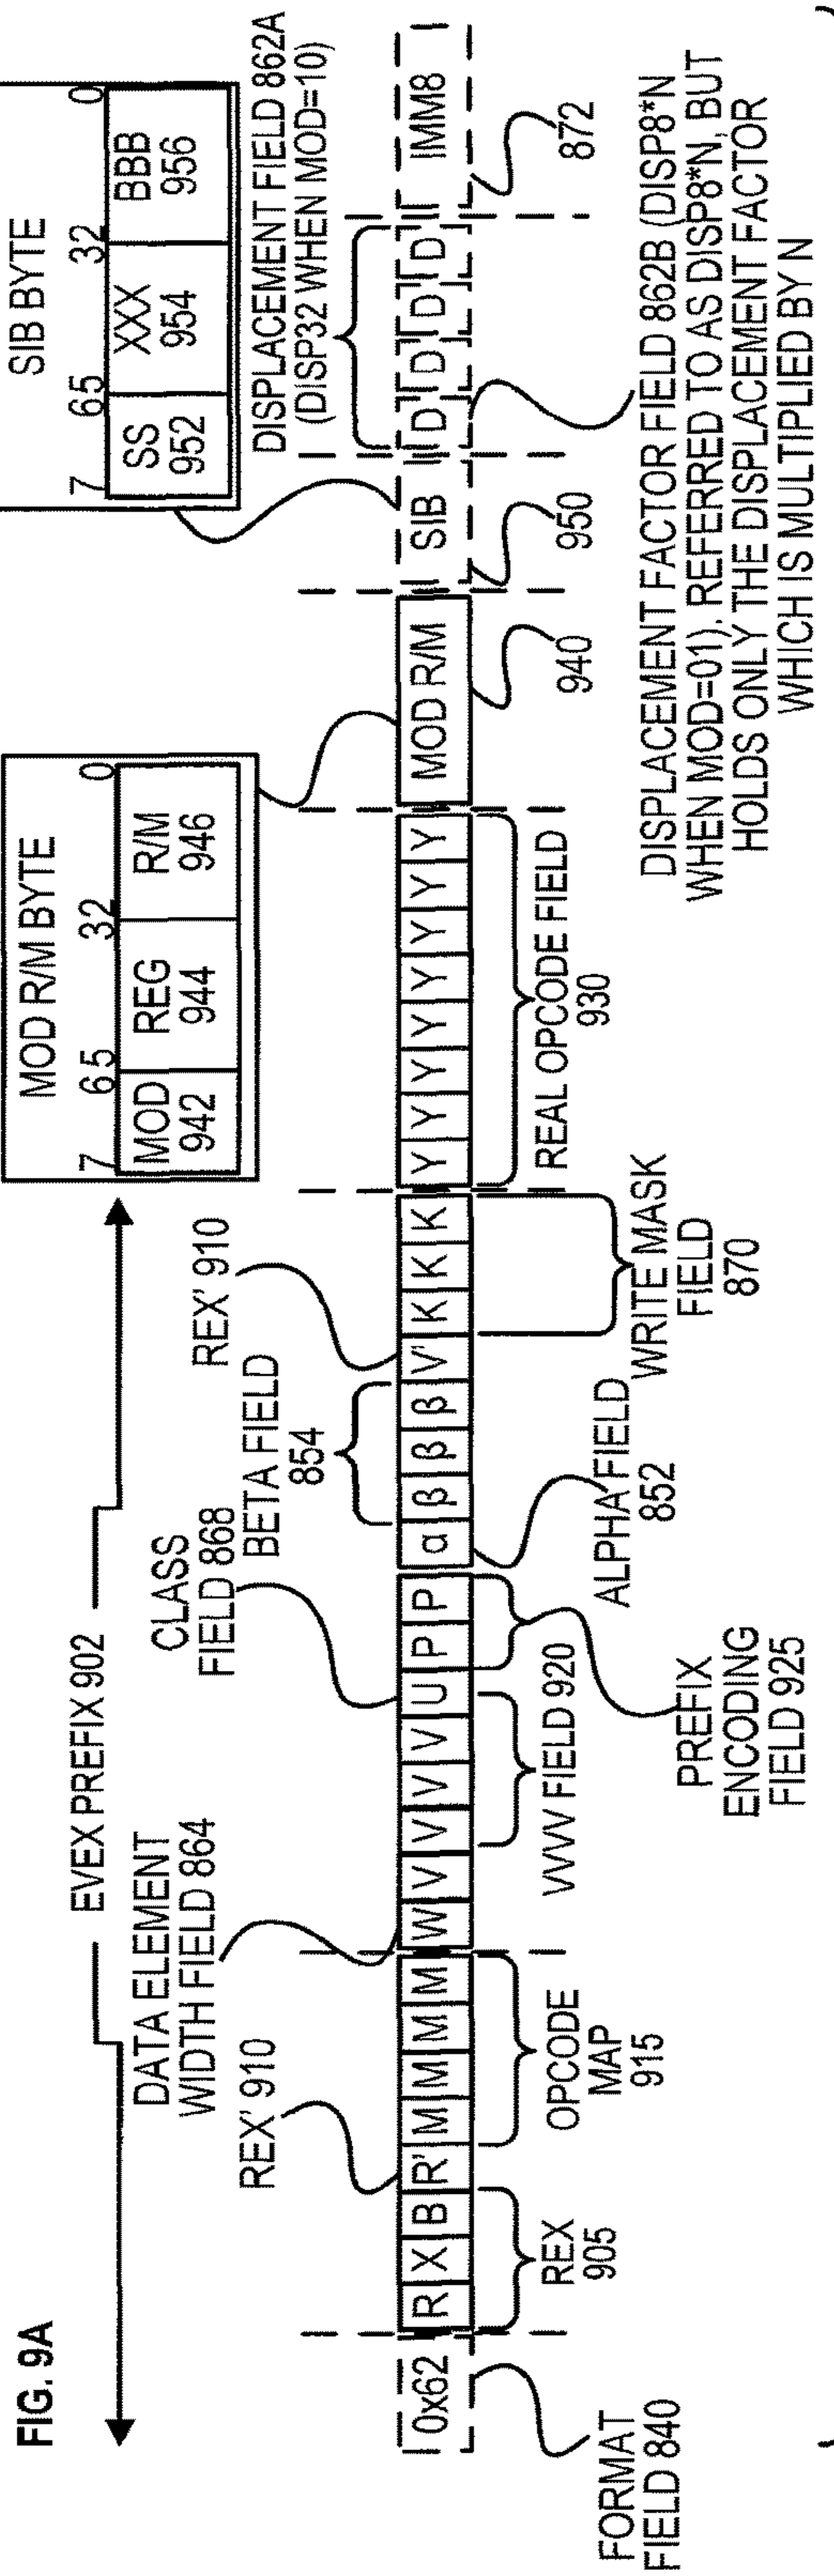 FIG. 9A
EVEX PREFIX 902
MOD R/M BYTE
7 6 5 3 2 0
MOD 942
REG 944
R/M 946
SIB BYTE
7 6 5 3 2 0
SS 952
XXX 954
BBB 956
DATA ELEMENT
WIDTH FIELD 864
CLASS
FIELD 868
BETA FIELD
854
REX' 910
REX' 910
DISPLACEMENT FIELD 862A
(DISP32 WHEN MOD=10)
0x62 R X B R' M M M M W V V V V U P P α β β β V' K K K Y Y Y Y Y Y Y Y MOD R/M SIB D D D D IMM8
FORMAT
FIELD 840
REX
905
OPCODE
MAP
915
VVVV FIELD 920
PREFIX
ENCODING
FIELD 925
ALPHA FIELD
852
WRITE MASK
FIELD
870
REAL OPCODE FIELD
930
940
950
872
DISPLACEMENT FACTOR FIELD 862B (DISP8*N
WHEN MOD=01). REFERRED TO AS DISP8*N, BUT
HOLDS ONLY THE DISPLACEMENT FACTOR
WHICH IS MULTIPLIED BY N